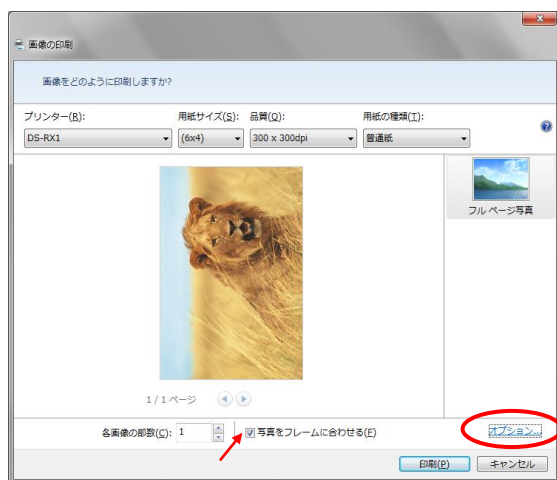 画像の印刷
画像をどのように印刷しますか?
プリンター(R): 用紙サイズ(S): 品質(Q): 用紙の種類(T):
DS-RX1 (6x4) 300 x 300dpi 普通紙
フル ページ写真
1 / 1 ページ
各画像の部数(C): 1 写真をフレームに合わせる(F) オプション...
印刷(P) キャンセル